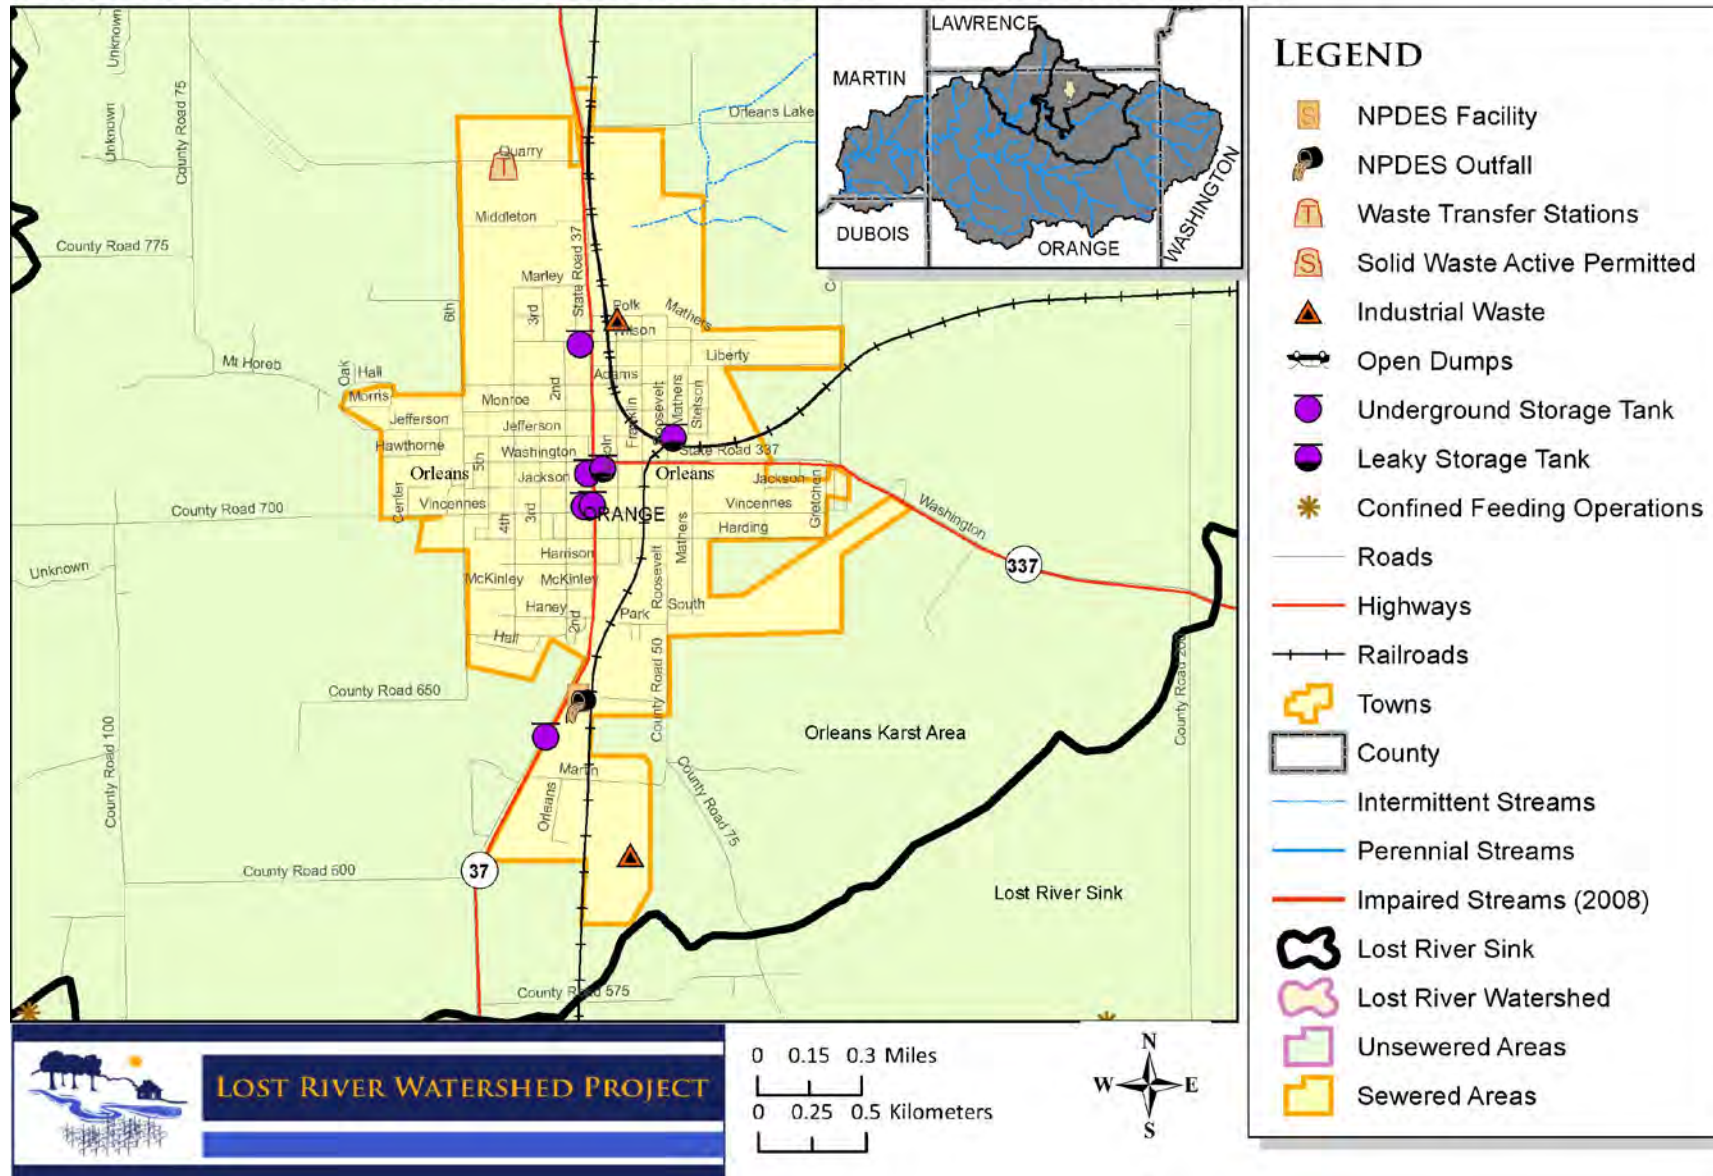 Unknown
County Road 75
Unknown
Orleans Lake
Quarry
T
Middleton
County Road 775
Marley
State Road 37
6th
3rd
Polk
Mathers
Wilson
Liberty
Mt Horeb
Oak
Hall
Morris
Adams
2nd
Monroe
Franklin
Roosevelt
Mathers
Stetson
Jefferson
Jefferson
Hawthorne
Washington
State Road 337
Orleans
5th
Jackson
Orleans
Jackson
Gretchen
Center
Vincennes
Vincennes
County Road 700
4th
3rd
ORANGE
Harding
Washington
Mathers
Harrison
337
Unknown
McKinley
McKinley
Roosevelt
Haney
2nd
Park
South
Hall
County Road 50
County Road 200
County Road 650
Orleans Karst Area
County Road 100
Martin
Orleans
County Road 75
County Road 600
37
Lost River Sink
County Road 575
LAWRENCE
MARTIN
WASHINGTON
DUBOIS
ORANGE
LEGEND
S NPDES Facility
NPDES Outfall
T Waste Transfer Stations
S Solid Waste Active Permitted
Industrial Waste
Open Dumps
Underground Storage Tank
Leaky Storage Tank
Confined Feeding Operations
Roads
Highways
Railroads
Towns
County
Intermittent Streams
Perennial Streams
Impaired Streams (2008)
Lost River Sink
Lost River Watershed
Unsewered Areas
Sewered Areas
LOST RIVER WATERSHED PROJECT
0 0.15 0.3 Miles
0 0.25 0.5 Kilometers
N
W E
S